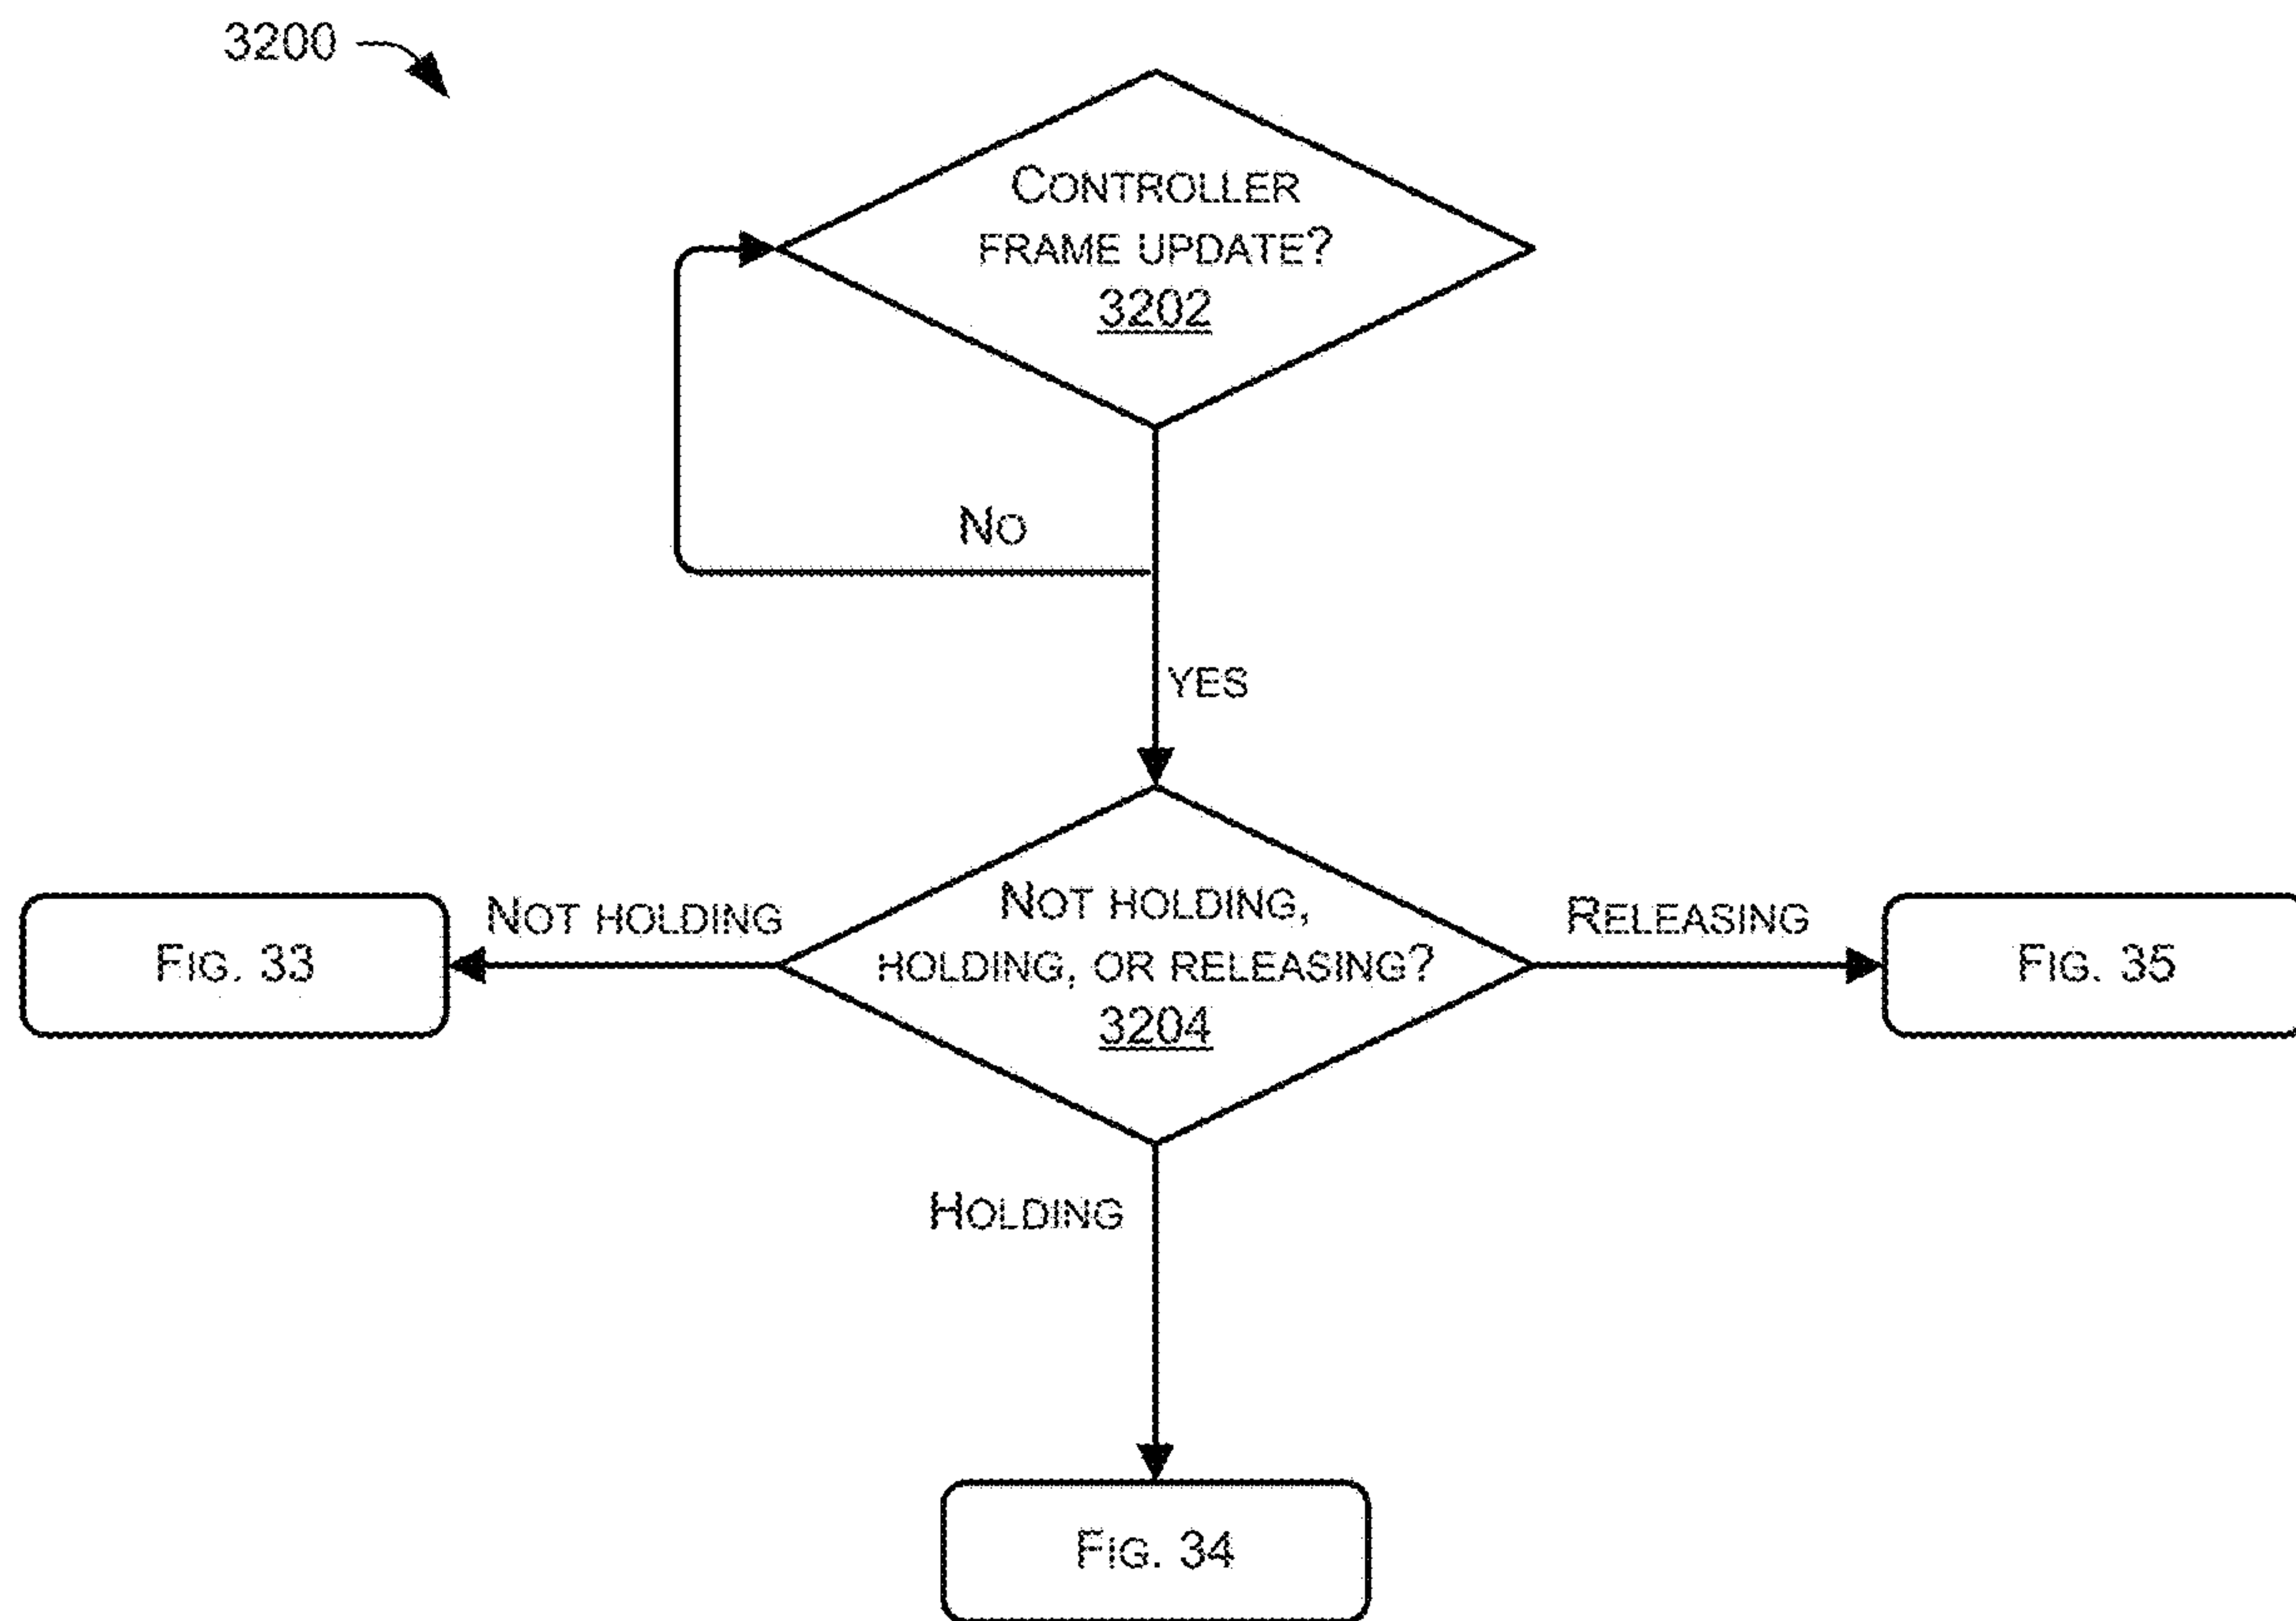 3200
CONTROLLER
FRAME UPDATE?
3202
NO
YES
NOT HOLDING,
HOLDING, OR RELEASING?
3204
NOT HOLDING
FIG. 33
RELEASING
FIG. 35
HOLDING
FIG. 34